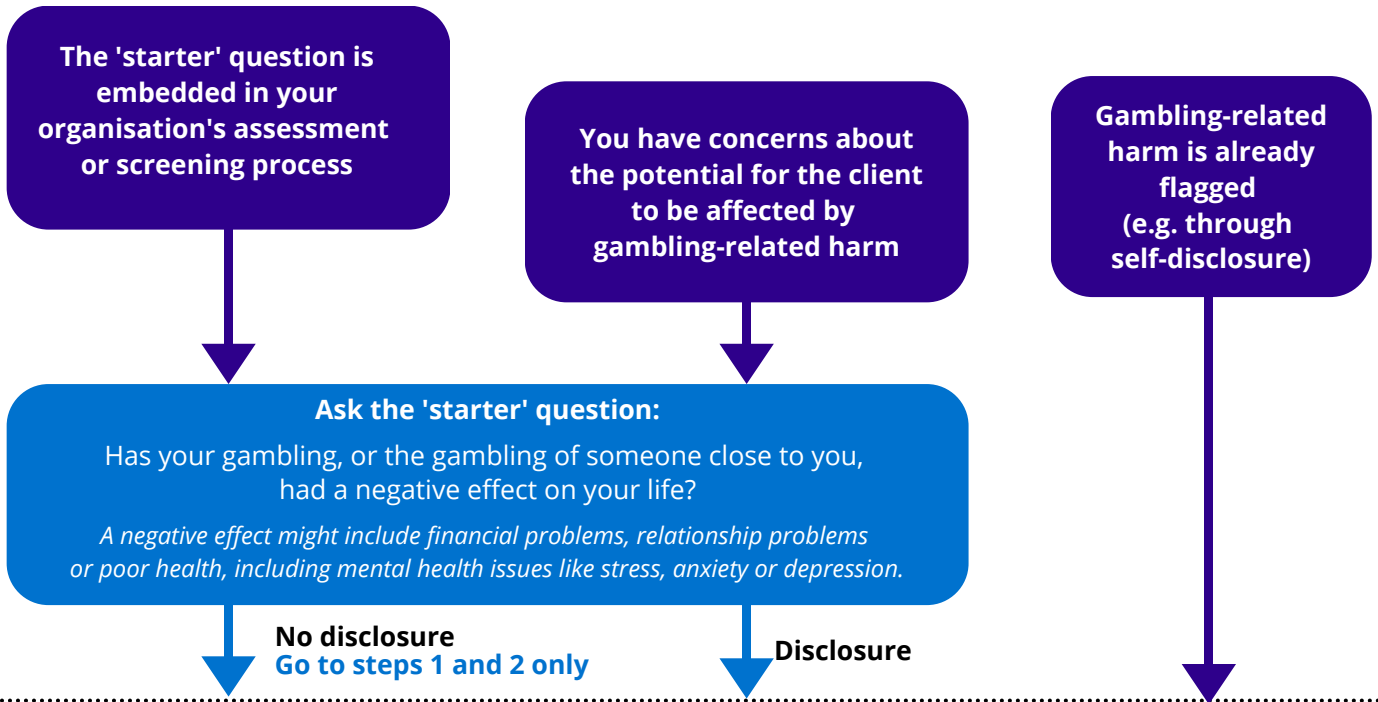 The 'starter' question is
embedded in your
organisation's assessment
or screening process
You have concerns about
the potential for the client
to be affected by
gambling-related harm
Gambling-related
harm is already
flagged
(e.g. through
self-disclosure)
Ask the 'starter' question:
Has your gambling, or the gambling of someone close to you,
had a negative effect on your life?
A negative effect might include financial problems, relationship problems
or poor health, including mental health issues like stress, anxiety or depression.
No disclosure
Go to steps 1 and 2 only
Disclosure